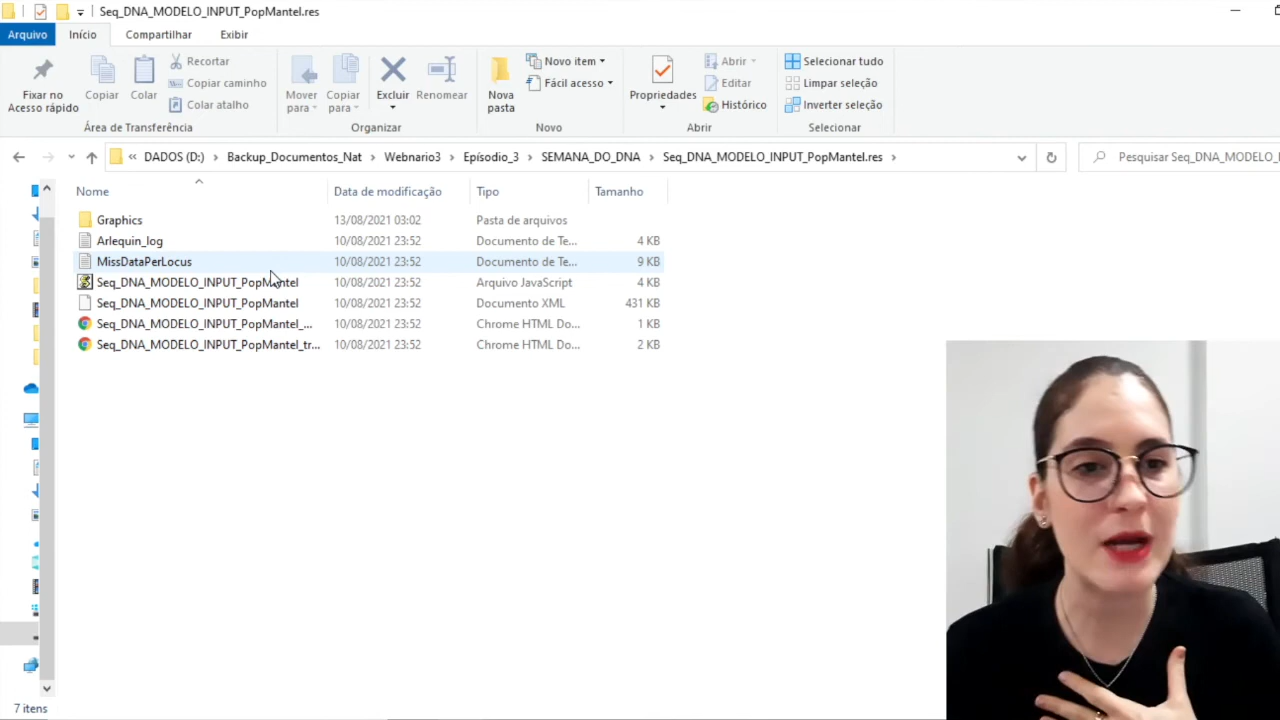 Seq_DNA_MODELO_INPUT_PopMantel.res
Arquivo Início Compartilhar Exibir
Fixar no Acesso rápido
Copiar
Colar
Recortar
Copiar caminho
Colar atalho
Área de Transferência
Mover para
Copiar para
Excluir
Renomear
Organizar
Nova pasta
Novo item
Fácil acesso
Novo
Propriedades
Abrir
Editar
Histórico
Abrir
Selecionar tudo
Limpar seleção
Inverter seleção
Selecionar
« DADOS (D:) › Backup_Documentos_Nat › Webnario3 › Epísodio_3 › SEMANA_DO_DNA › Seq_DNA_MODELO_INPUT_PopMantel.res ›
Pesquisar Seq_DNA_MODELO_I
Nome Data de modificação Tipo Tamanho
Graphics 13/08/2021 03:02 Pasta de arquivos
Arlequin_log 10/08/2021 23:52 Documento de Te... 4 KB
MissDataPerLocus 10/08/2021 23:52 Documento de Te... 9 KB
Seq_DNA_MODELO_INPUT_PopMantel 10/08/2021 23:52 Arquivo JavaScript 4 KB
Seq_DNA_MODELO_INPUT_PopMantel 10/08/2021 23:52 Documento XML 431 KB
Seq_DNA_MODELO_INPUT_PopMantel_... 10/08/2021 23:52 Chrome HTML Do... 1 KB
Seq_DNA_MODELO_INPUT_PopMantel_tr... 10/08/2021 23:52 Chrome HTML Do... 2 KB
7 itens